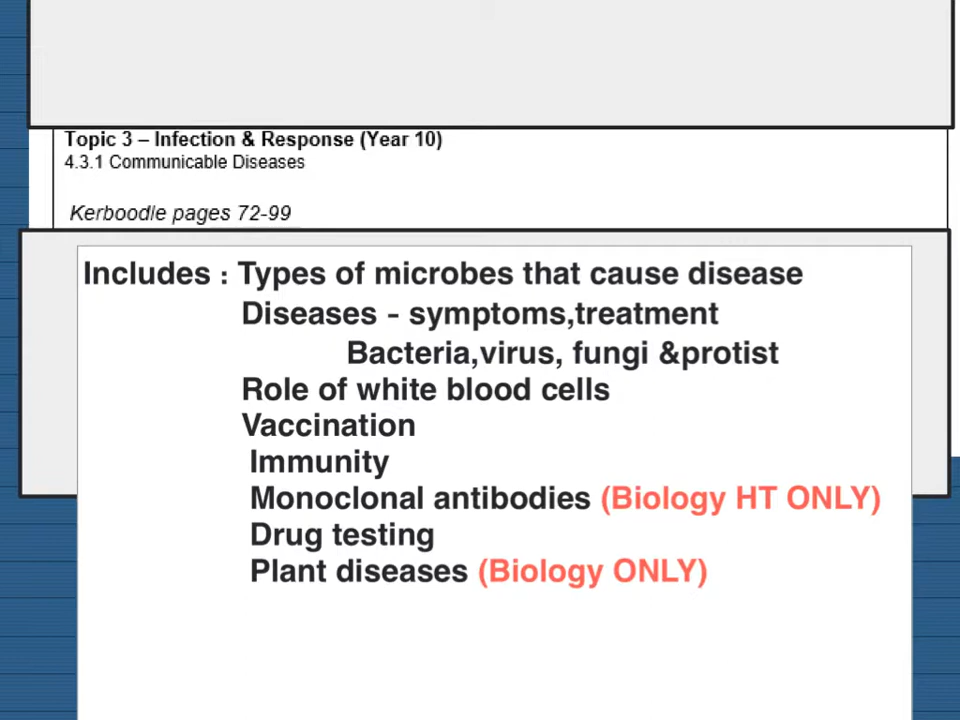 Topic 3 – Infection & Response (Year 10)
4.3.1 Communicable Diseases
Kerboodle pages 72-99
Includes : Types of microbes that cause disease
Diseases - symptoms,treatment
Bacteria,virus, fungi &protist
Role of white blood cells
Vaccination
Immunity
Monoclonal antibodies (Biology HT ONLY)
Drug testing
Plant diseases (Biology ONLY)